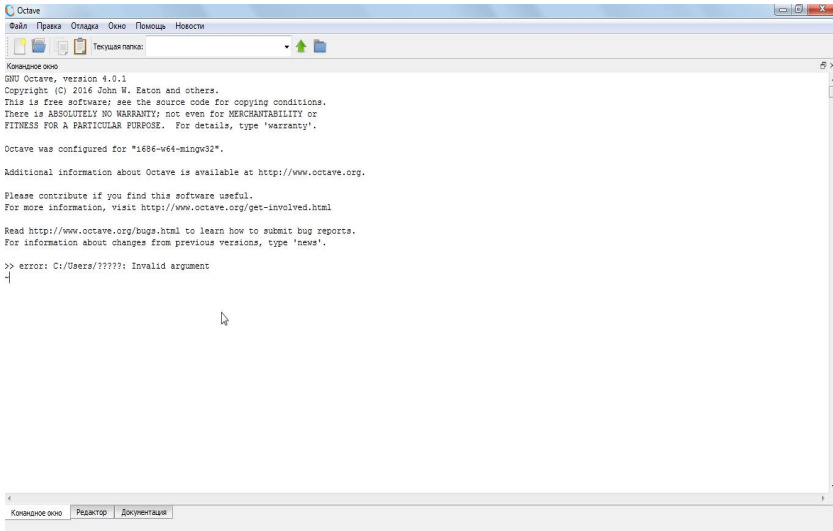 Octave
Файл Правка Отладка Окно Помощь Новости
Текущая папка:
Командное окно
GNU Octave, version 4.0.1
Copyright (C) 2016 John W. Eaton and others.
This is free software; see the source code for copying conditions.
There is ABSOLUTELY NO WARRANTY; not even for MERCHANTABILITY or
FITNESS FOR A PARTICULAR PURPOSE.  For details, type 'warranty'.
Octave was configured for "i686-w64-mingw32".
Additional information about Octave is available at http://www.octave.org.
Please contribute if you find this software useful.
For more information, visit http://www.octave.org/get-involved.html
Read http://www.octave.org/bugs.html to learn how to submit bug reports.
For information about changes from previous versions, type 'news'.
>> error: C:/Users/?????: Invalid argument
Командное окно Редактор Документация